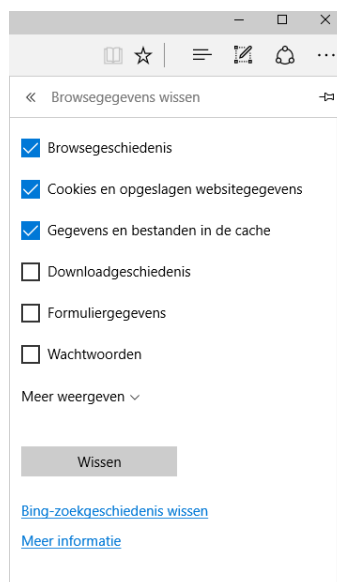 Browsegegevens wissen
Browsegeschiedenis
Cookies en opgeslagen websitegegevens
Gegevens en bestanden in de cache
Downloadgeschiedenis
Formuliergegevens
Wachtwoorden
Meer weergeven
Wissen
Bing-zoekgeschiedenis wissen
Meer informatie